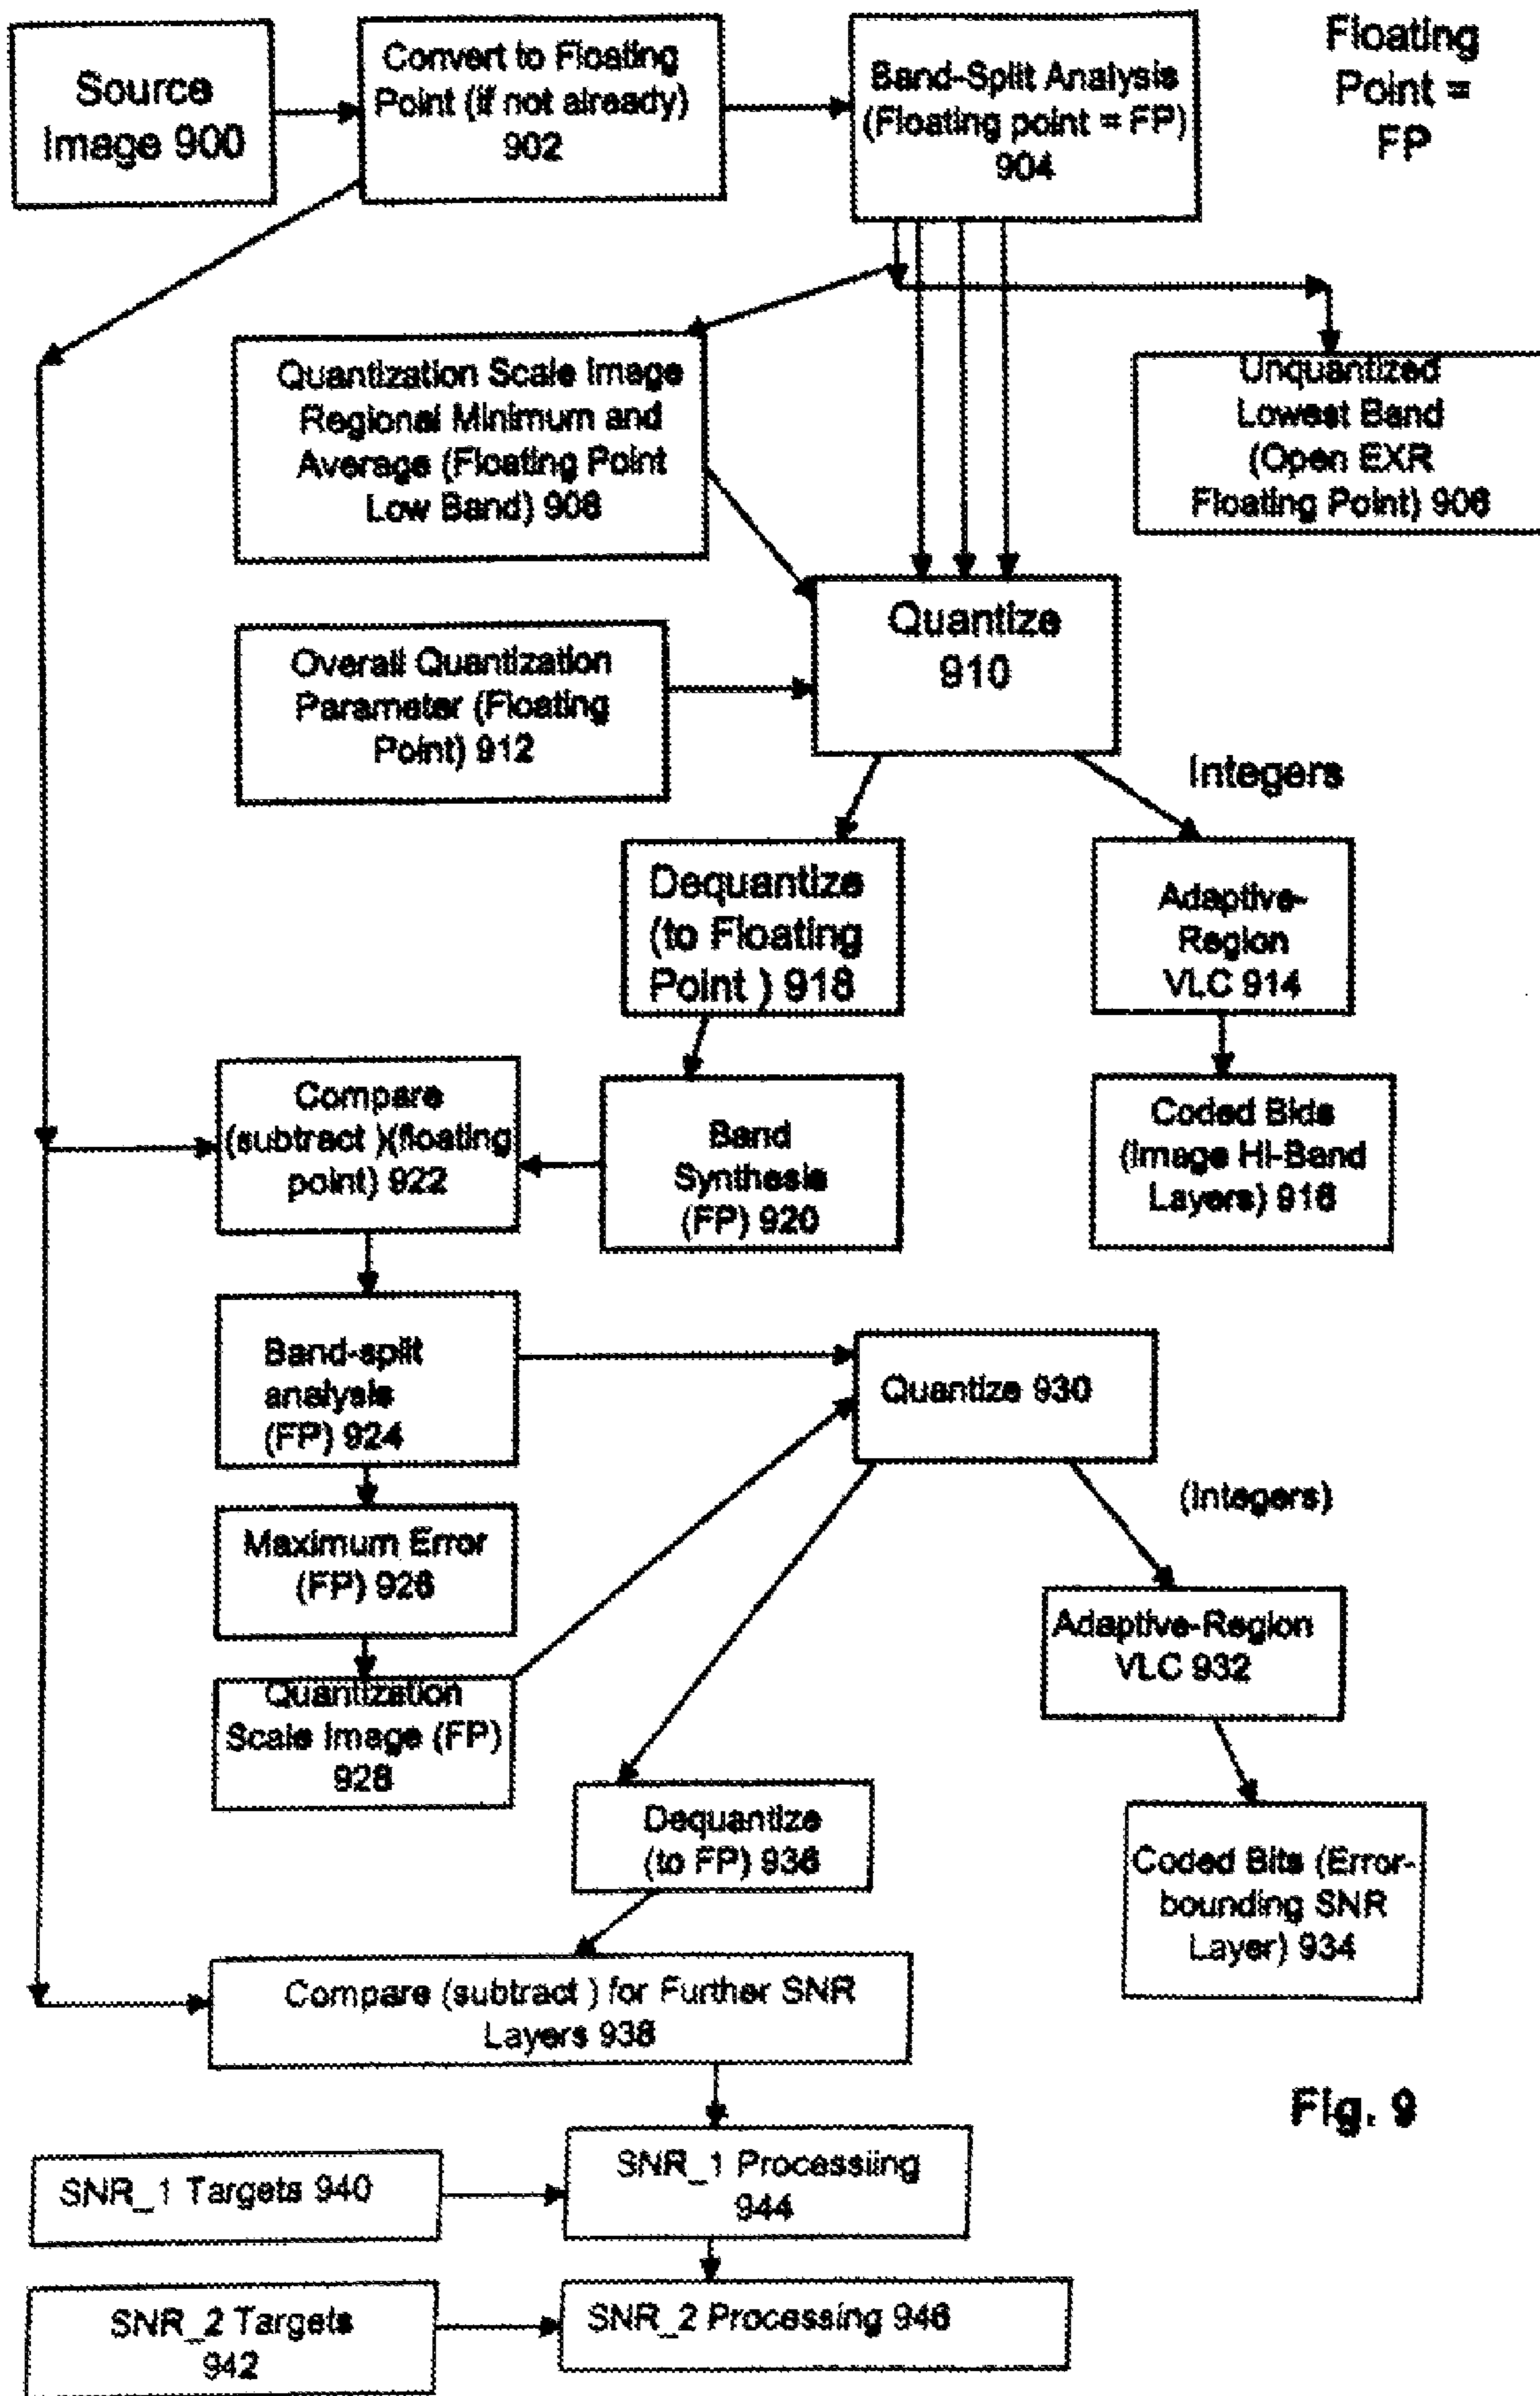 Source
Image 900
Convert to Floating
Point (if not already)
902
Band-Split Analysis
(Floating point = FP)
904
Floating
Point =
FP
Quantization Scale Image
Regional Minimum and
Average (Floating Point
Low Band) 908
Unquantized
Lowest Band
(Open EXR
Floating Point) 906
Quantize
910
Overall Quantization
Parameter (Floating
Point) 912
Integers
Dequantize
(to Floating
Point ) 918
Adaptive-
Region
VLC 914
Compare
(subtract )(floating
point) 922
Band
Synthesis
(FP) 920
Coded Bids
(Image Hi-Band
Layers) 916
Band-split
analysis
(FP) 924
Quantize 930
(Integers)
Maximum Error
(FP) 926
Adaptive-Region
VLC 932
Quantization
Scale Image (FP)
928
Dequantize
(to FP) 936
Coded Bits (Error-
bounding SNR
Layer) 934
Compare (subtract ) for Further SNR
Layers 938
Fig. 9
SNR_1 Targets 940
SNR_1 Processiing
944
SNR_2 Targets
942
SNR_2 Processing 946